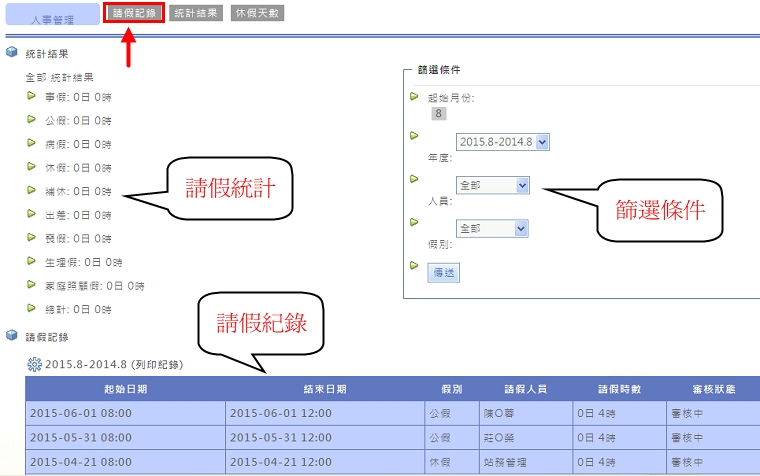 人事管理 請假記錄 統計結果 休假天數
統計結果
全部 統計結果
事假: 0日 0時
公假: 0日 0時
病假: 0日 0時
休假: 0日 0時
補休: 0日 0時
出差: 0日 0時
喪假: 0日 0時
生理假: 0日 0時
家庭照顧假: 0日 0時
總計: 0日 0時
請假統計
篩選條件
起始月份:
8
2015.8-2014.8
年度:
全部
人員:
全部
假別:
傳送
篩選條件
請假紀錄
請假記錄
2015.8-2014.8 (列印紀錄)
起始日期 結束日期 假別 請假人員 請假時數 審核狀態
2015-06-01 08:00 2015-06-01 12:00 公假 陳O蓉 0日 4時 審核中
2015-05-31 08:00 2015-05-31 12:00 公假 莊O榮 0日 4時 審核中
2015-04-21 08:00 2015-04-21 12:00 休假 站務管理 0日 4時 審核中